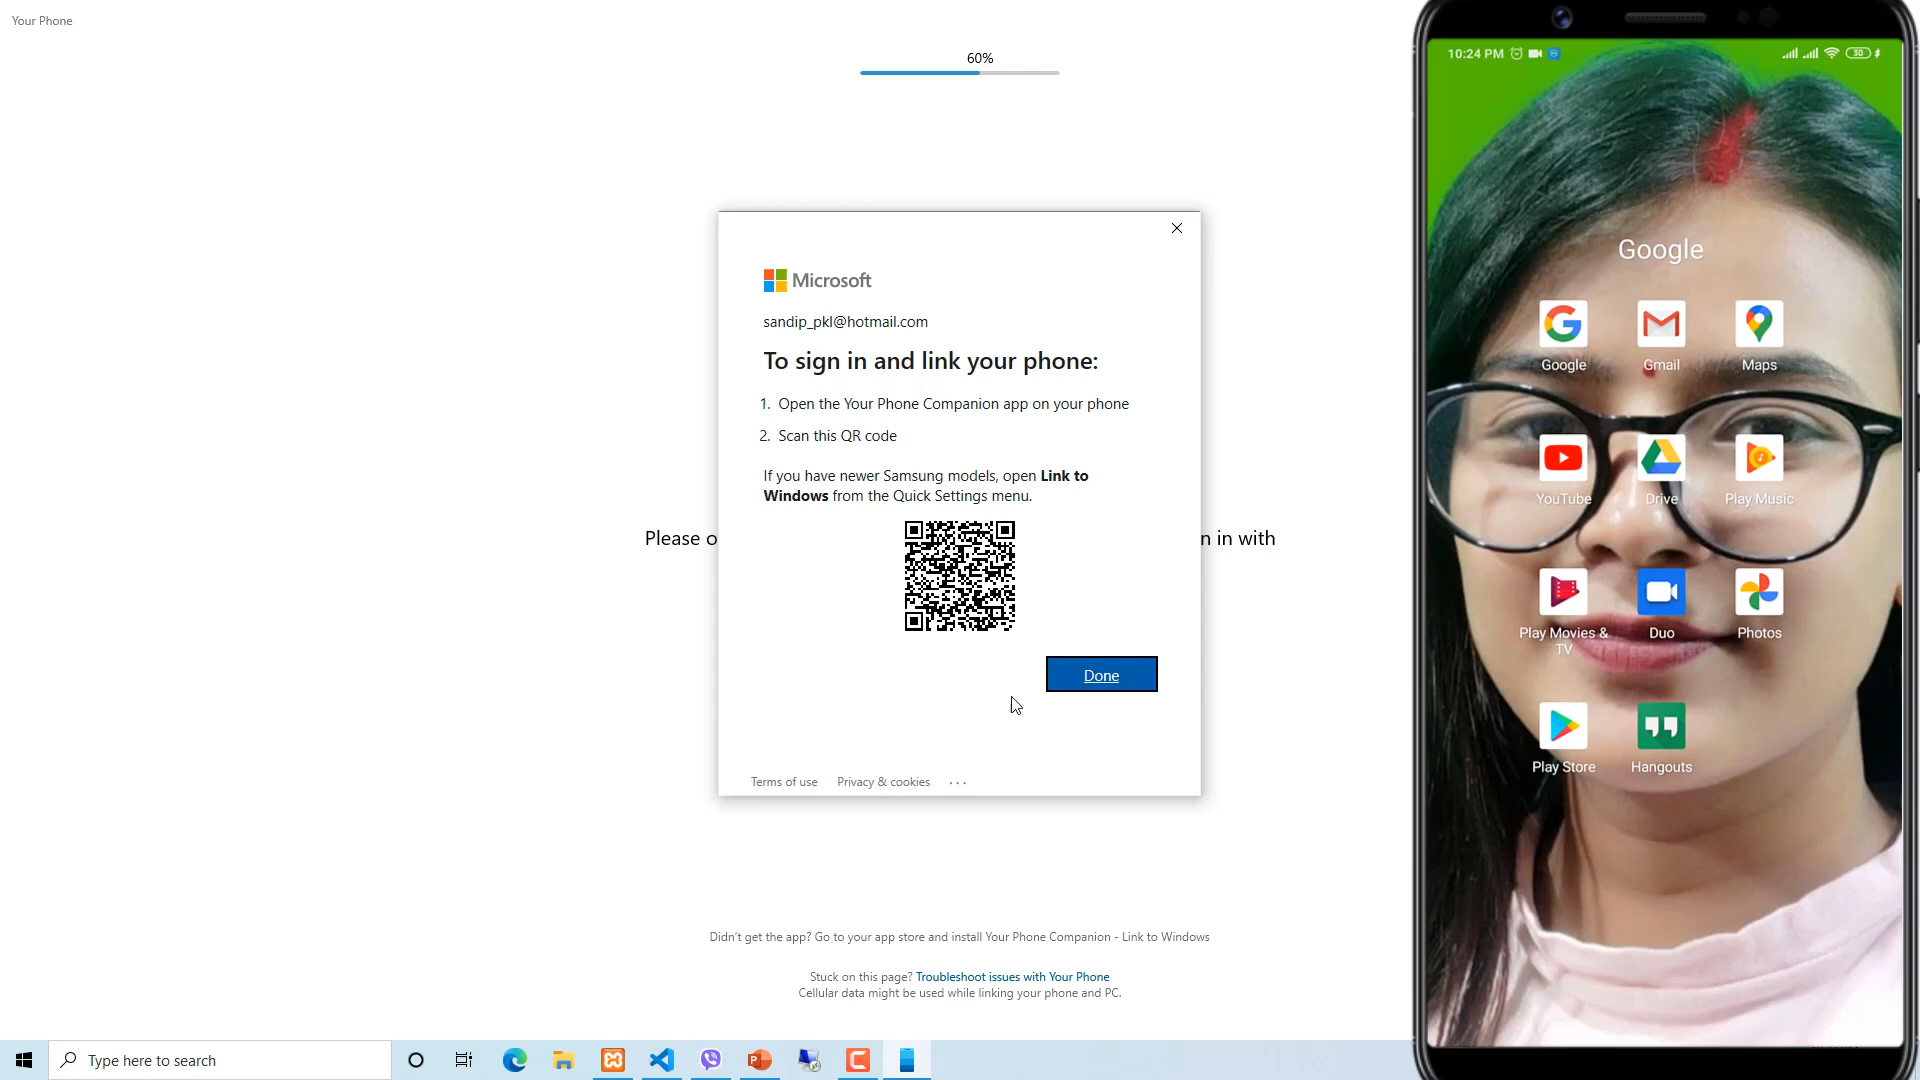 Your Phone
60%
Microsoft
sandip_pkl@hotmail.com
To sign in and link your phone:
1. Open the Your Phone Companion app on your phone
2. Scan this QR code
If you have newer Samsung models, open Link to
Windows from the Quick Settings menu.
Please o
n in with
Done
Terms of use Privacy & cookies ...
Didn't get the app? Go to your app store and install Your Phone Companion - Link to Windows
Stuck on this page? Troubleshoot issues with Your Phone
Cellular data might be used while linking your phone and PC.
Type here to search
10:24 PM
30
Google
Google Gmail Maps
YouTube Drive Play Music
Play Movies & Duo Photos
TV
Play Store Hangouts